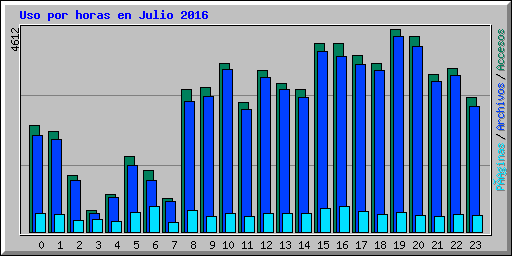 Uso por horas en Julio 2016
4612
Páginas / Archivos / Accesos
0 1 2 3 4 5 6 7 8 9 10 11 12 13 14 15 16 17 18 19 20 21 22 23